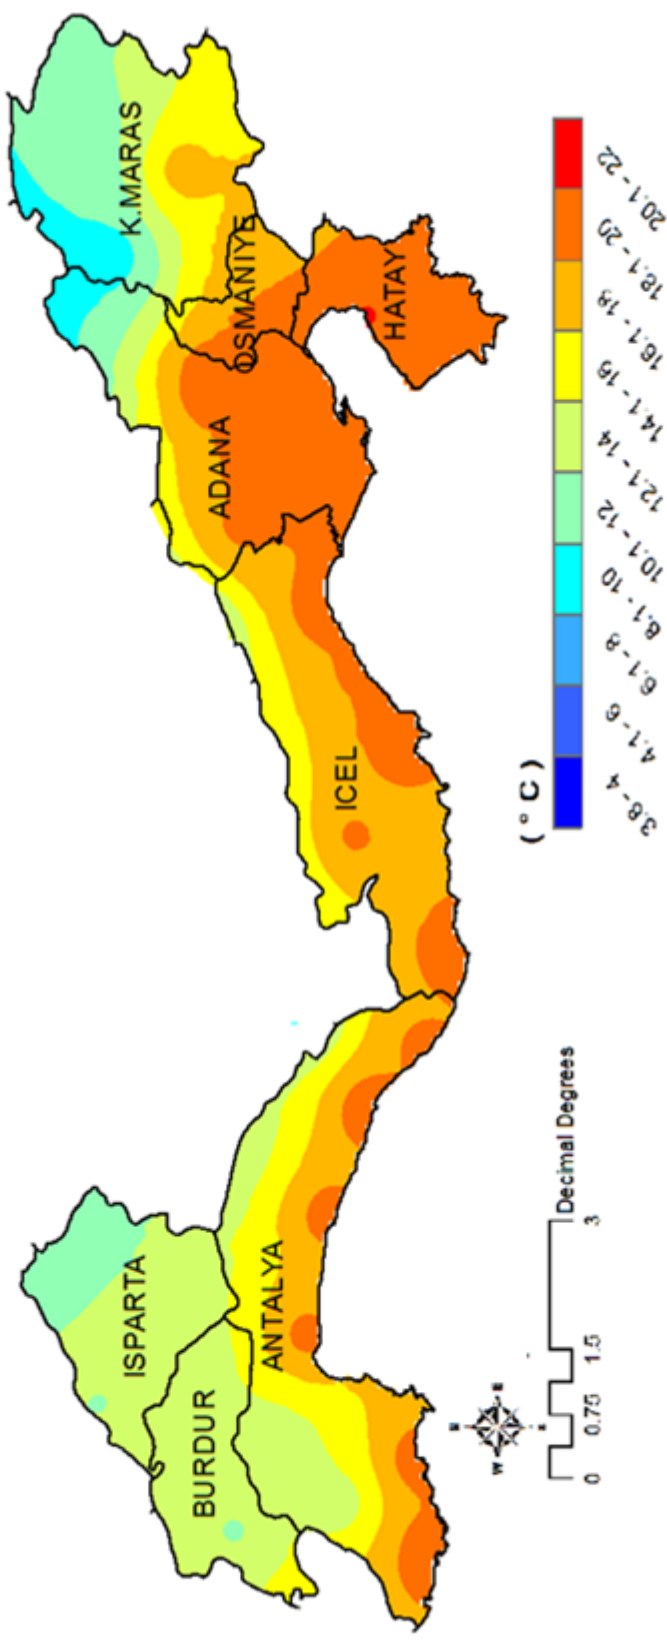 K.MARAS
OSMANIYE
HATAY
ADANA
ICEL
ANTALYA
ISPARTA
BURDUR
( ° C )
3.8 - 4
4.1 - 6
6.1 - 8
8.1 - 10
10.1 - 12
12.1 - 14
14.1 - 16
16.1 - 18
18.1 - 20
20.1 - 22
W
E
0 0.75 1.5 3
Decimal Degrees